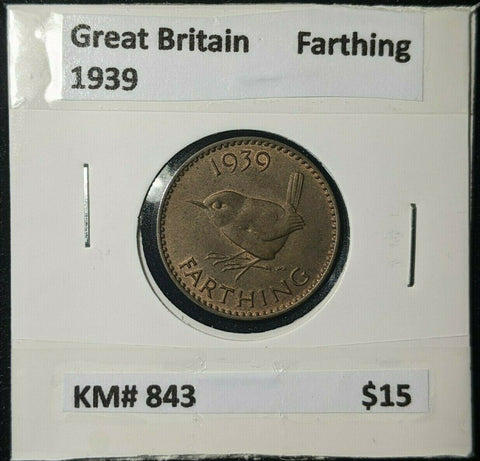 Great Britain Farthing
1939
1939
FARTHING
KM# 843 $15